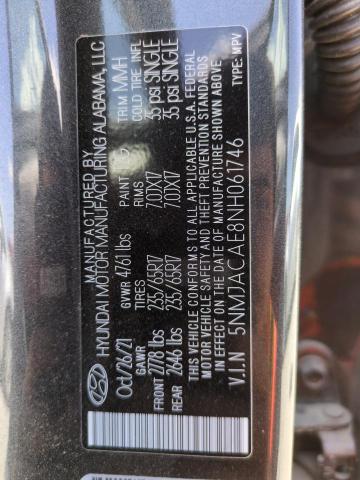 MANUFACTURED BY
HYUNDAI MOTOR MANUFACTURING ALABAMA, LLC
Oct/26/21 GVWR 4761 lbs PAINT TRIM MMH
GAWR TIRES RIMS COLD TIRE INFL
FRONT 2778 lbs 235/65R17 7.0JX17 35 psi SINGLE
REAR 2646 lbs 235/65R17 7.0JX17 35 psi SINGLE
THIS VEHICLE CONFORMS TO ALL APPLICABLE U.S.A. FEDERAL
MOTOR VEHICLE SAFETY AND THEFT PREVENTION STANDARDS
IN EFFECT ON THE DATE OF MANUFACTURE SHOWN ABOVE.
V.I.N 5NMJACAE8NH061746 TYPE: MPV